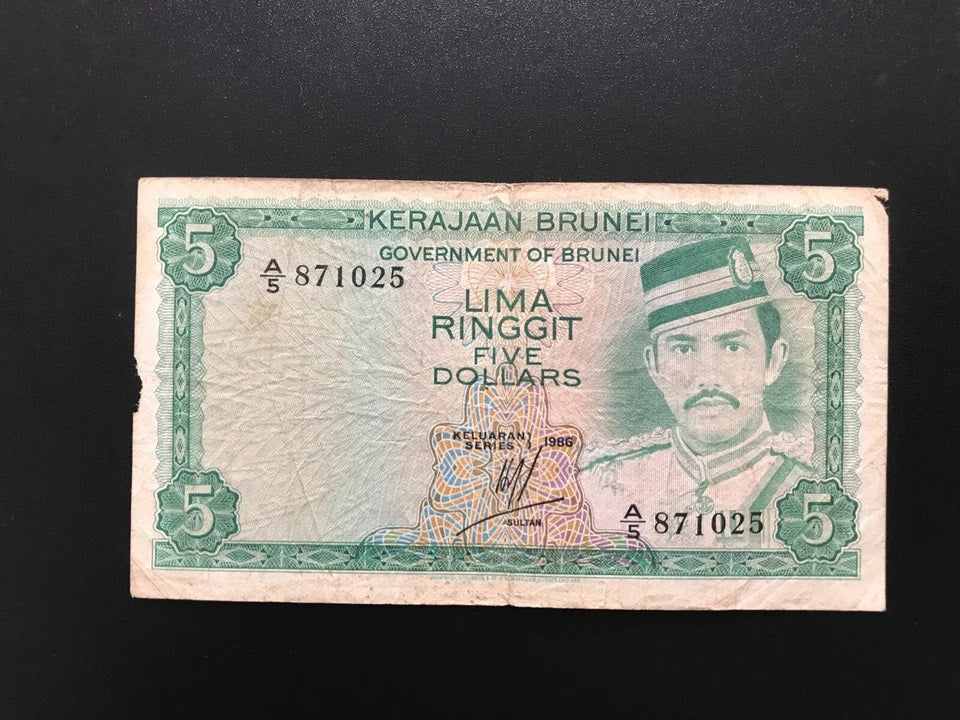 5 KERAJAAN BRUNEI 5
GOVERNMENT OF BRUNEI
A/5 871025
LIMA
RINGGIT
FIVE
DOLLARS
KELUARAN)
SERIES ) 1986
SULTAN
A/5 871025
5 5